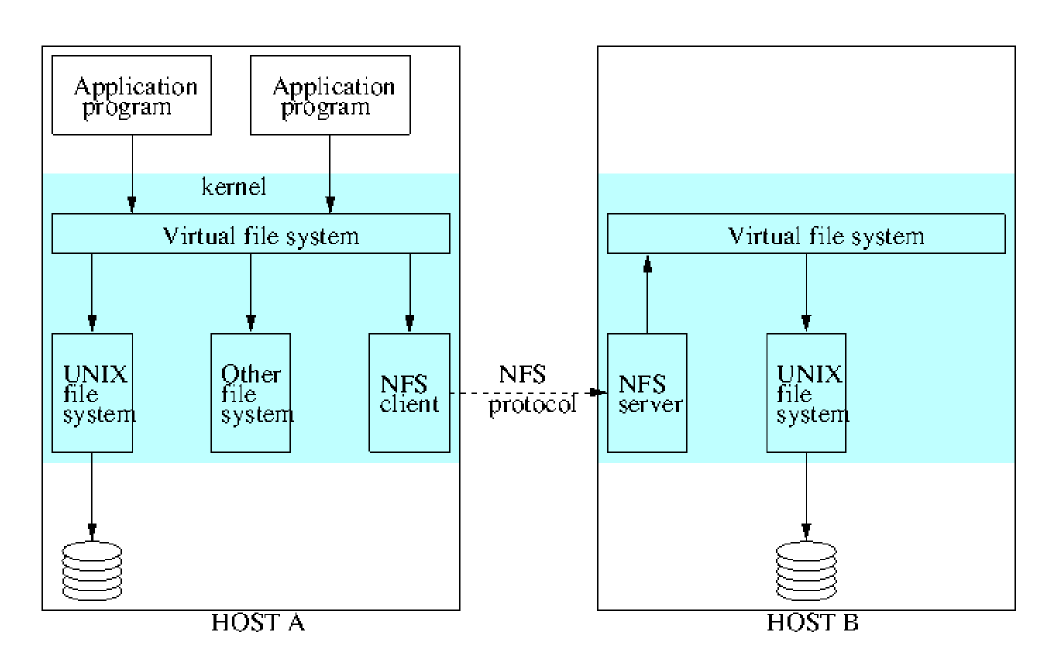 Application
program
Application
program
kernel
Virtual file system
UNIX
file
system
Other
file
system
NFS
client
NFS
protocol
Virtual file system
NFS
server
UNIX
file
system
HOST A
HOST B